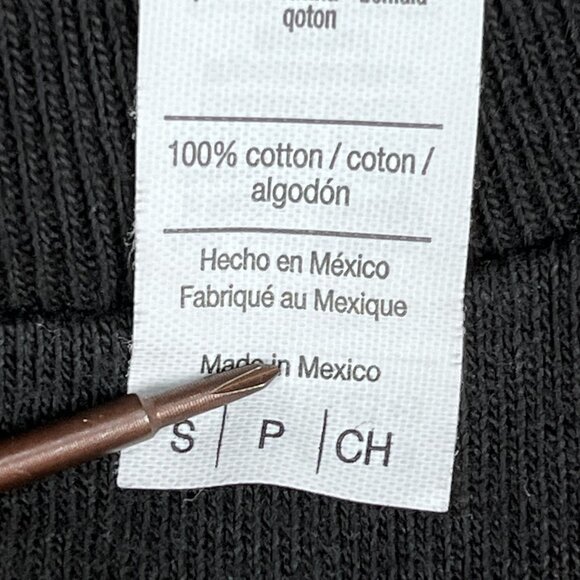 qoton
100% cotton / coton /
algodón
Hecho en México
Fabriqué au Mexique
Made in Mexico
S | P | CH